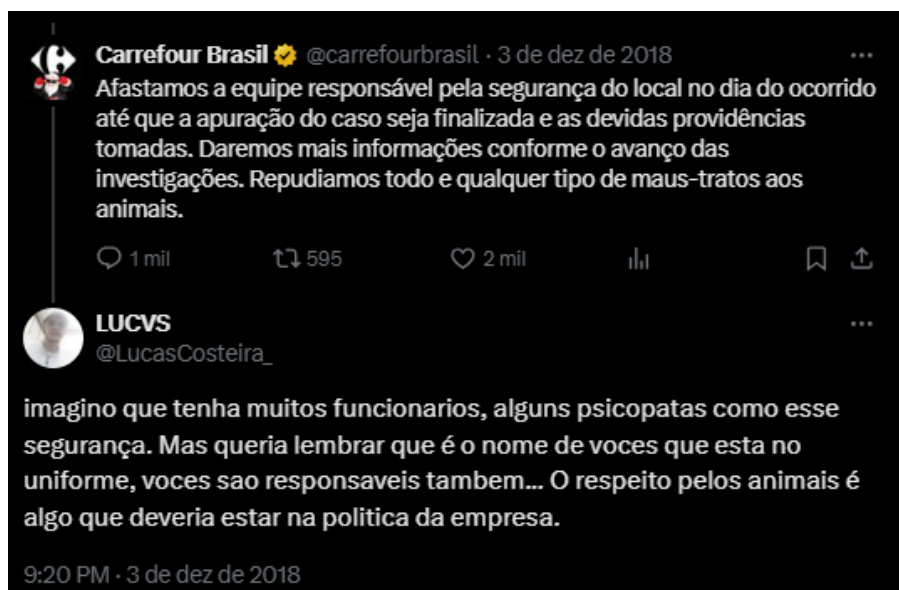 Carrefour Brasil @carrefourbrasil · 3 de dez de 2018
Afastamos a equipe responsável pela segurança do local no dia do ocorrido
até que a apuração do caso seja finalizada e as devidas providências
tomadas. Daremos mais informações conforme o avanço das
investigações. Repudiamos todo e qualquer tipo de maus-tratos aos
animais.
1 mil 595 2 mil
LUCVS
@LucasCosteira_
imagino que tenha muitos funcionarios, alguns psicopatas como esse
segurança. Mas queria lembrar que é o nome de voces que esta no
uniforme, voces sao responsaveis tambem... O respeito pelos animais é
algo que deveria estar na politica da empresa.
9:20 PM · 3 de dez de 2018